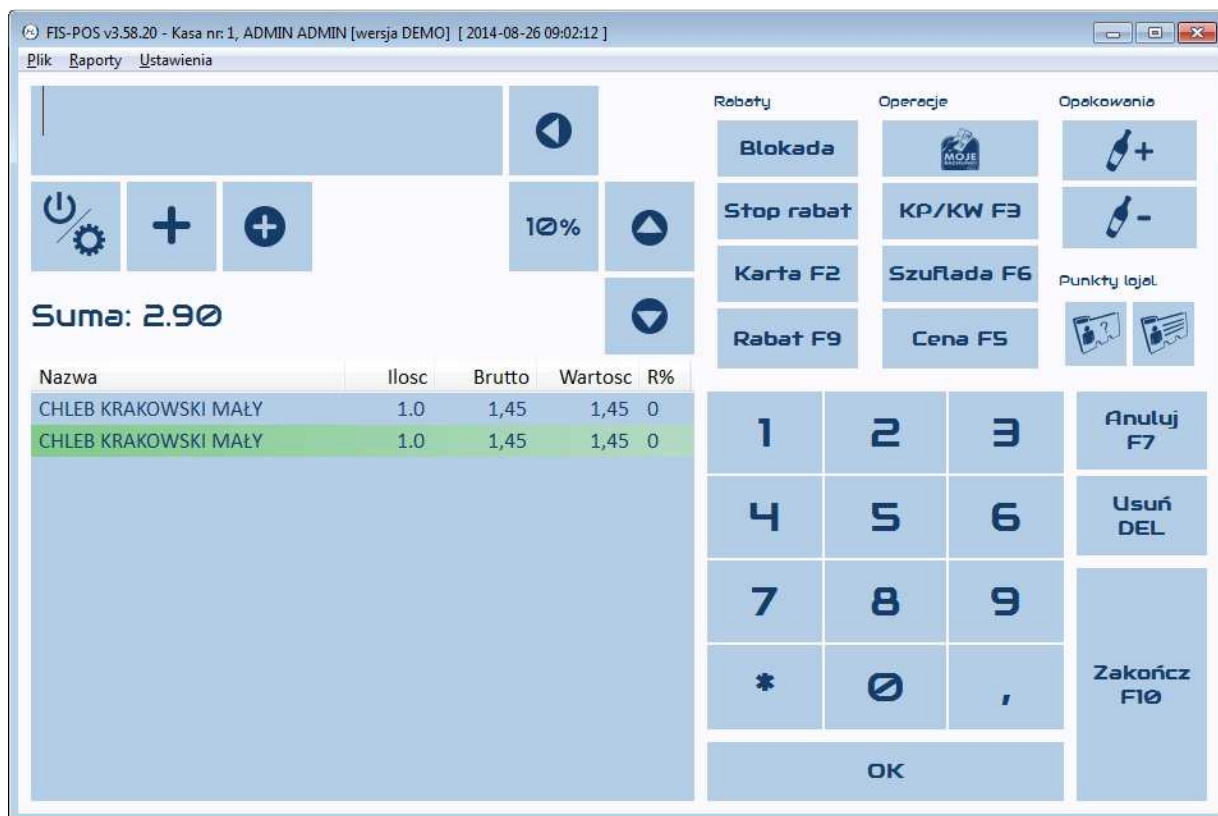 FIS-POS v3.58.20 - Kasa nr: 1, ADMIN ADMIN [wersja DEMO] [ 2014-08-26 09:02:12 ]
Plik Raporty Ustawienia
Rabaty Operacje Opakowania
Blokada MOJE +
10% Stop rabat KP/KW F3 -
Karta F2 Szuflada F6 Punkty lojal.
Suma: 2.90
Rabat F9 Cena F5 ?
Nazwa Ilosc Brutto Wartosc R%
CHLEB KRAKOWSKI MAŁY 1.0 1,45 1,45 0
CHLEB KRAKOWSKI MAŁY 1.0 1,45 1,45 0
1 2 3 Anuluj
F7
4 5 6 Usuń
DEL
7 8 9
* 0 , Zakończ
F10
OK